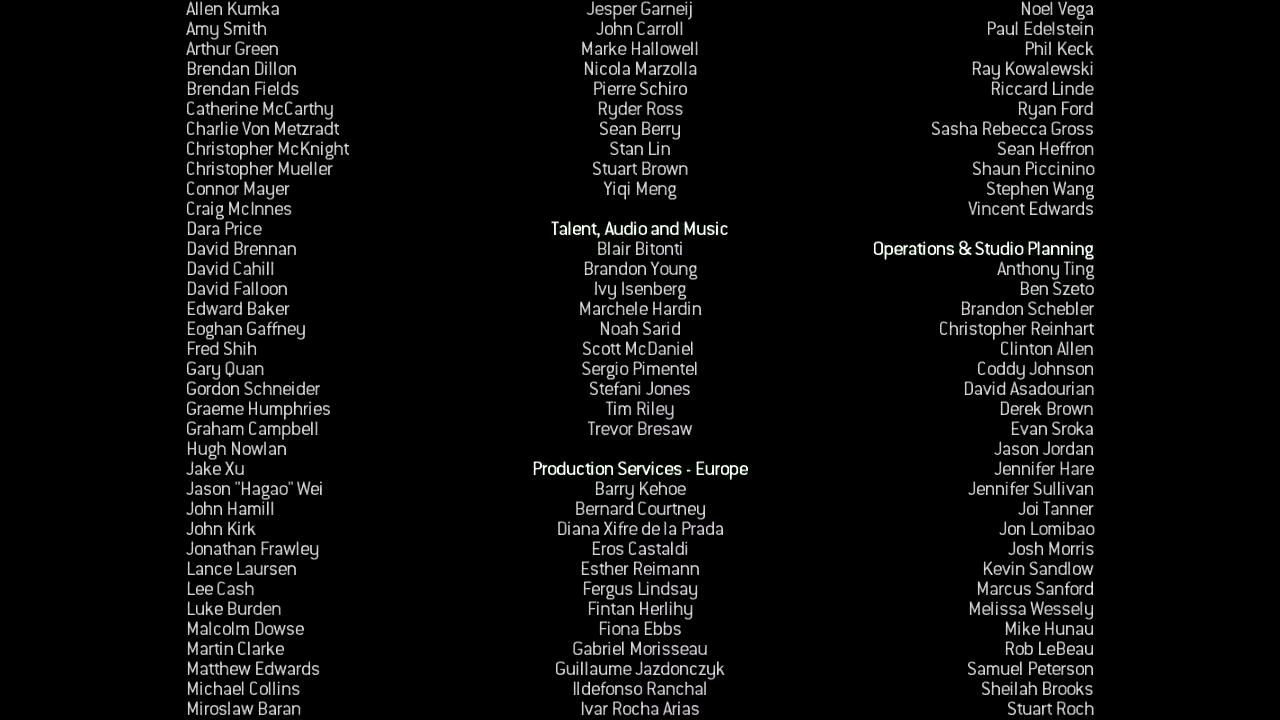 Allen Kumka
Amy Smith
Arthur Green
Brendan Dillon
Brendan Fields
Catherine McCarthy
Charlie Von Metzradt
Christopher McKnight
Christopher Mueller
Connor Mayer
Craig McInnes
Dara Price
David Brennan
David Cahill
David Falloon
Edward Baker
Eoghan Gaffney
Fred Shih
Gary Quan
Gordon Schneider
Graeme Humphries
Graham Campbell
Hugh Nowlan
Jake Xu
Jason "Hagao" Wei
John Hamill
John Kirk
Jonathan Frawley
Lance Laursen
Lee Cash
Luke Burden
Malcolm Dowse
Martin Clarke
Matthew Edwards
Michael Collins
Miroslaw Baran
Jesper Garneij
John Carroll
Marke Hallowell
Nicola Marzolla
Pierre Schiro
Ryder Ross
Sean Berry
Stan Lin
Stuart Brown
Yiqi Meng
Talent, Audio and Music
Blair Bitonti
Brandon Young
Ivy Isenberg
Marchele Hardin
Noah Sarid
Scott McDaniel
Sergio Pimentel
Stefani Jones
Tim Riley
Trevor Bresaw
Production Services - Europe
Barry Kehoe
Bernard Courtney
Diana Xifre de la Prada
Eros Castaldi
Esther Reimann
Fergus Lindsay
Fintan Herlihy
Fiona Ebbs
Gabriel Morisseau
Guillaume Jazdonczyk
Ildefonso Ranchal
Ivar Rocha Arias
Noel Vega
Paul Edelstein
Phil Keck
Ray Kowalewski
Riccard Linde
Ryan Ford
Sasha Rebecca Gross
Sean Heffron
Shaun Piccinino
Stephen Wang
Vincent Edwards
Operations & Studio Planning
Anthony Ting
Ben Szeto
Brandon Schebler
Christopher Reinhart
Clinton Allen
Coddy Johnson
David Asadourian
Derek Brown
Evan Sroka
Jason Jordan
Jennifer Hare
Jennifer Sullivan
Joi Tanner
Jon Lomibao
Josh Morris
Kevin Sandlow
Marcus Sanford
Melissa Wessely
Mike Hunau
Rob LeBeau
Samuel Peterson
Sheilah Brooks
Stuart Roch